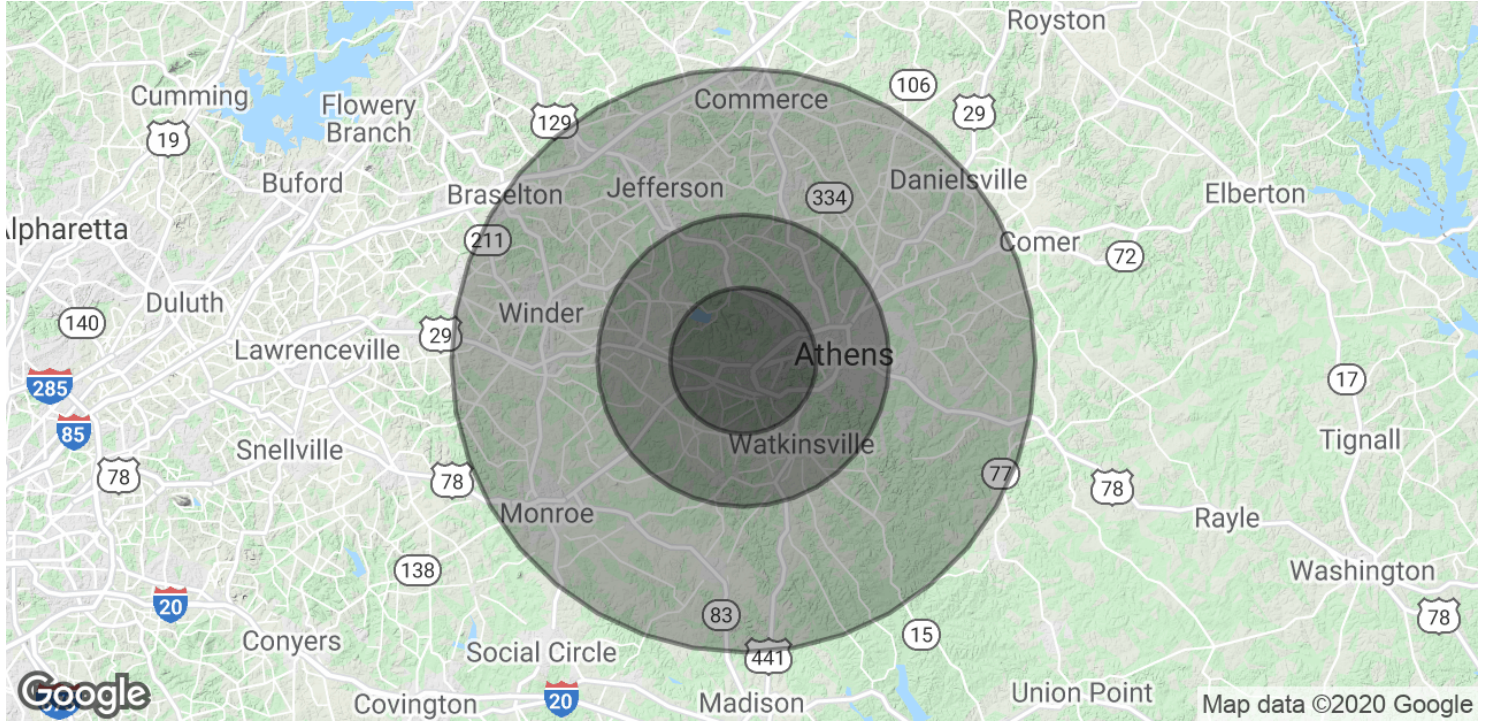 Royston
106
Cumming
Flowery
Branch
Commerce
29
129
19
Buford
Braselton
Jefferson
334
Danielsville
Elberton
lpharetta
211
Comer
72
Duluth
140
Winder
29
Lawrenceville
Athens
285
17
85
Snellville
Watkinsville
Tignall
78
78
77
78
Monroe
Rayle
138
Washington
20
83
78
15
Conyers
Social Circle
441
Google
Covington
20
Madison
Union Point
Map data ©2020 Google